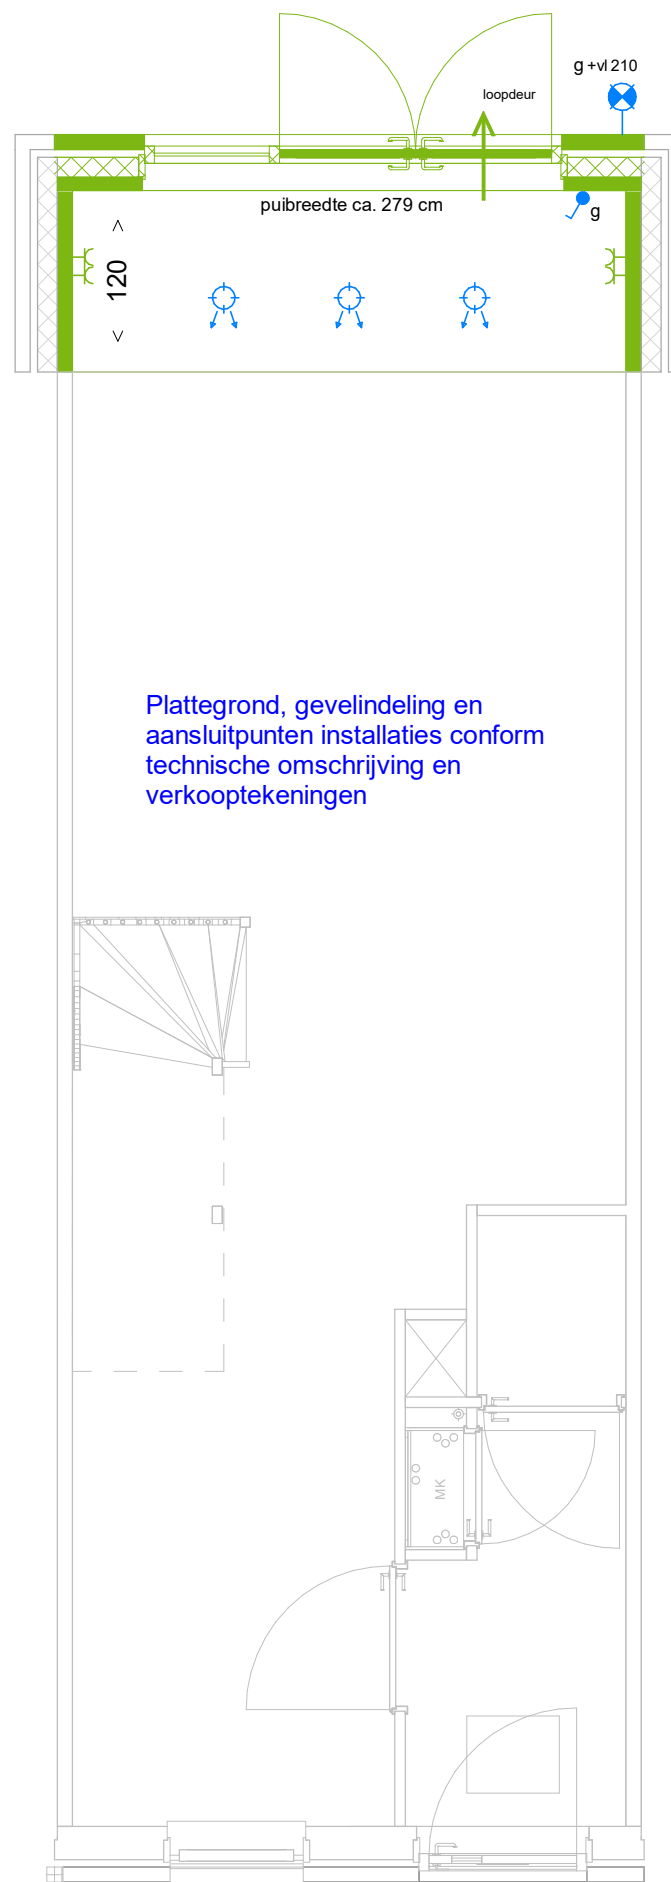 g +vl 210
loopdeur
puibreedte ca. 279 cm
g
< 120 >
Plattegrond, gevelindeling en
aansluitpunten installaties conform
technische omschrijving en
verkooptekeningen
MK